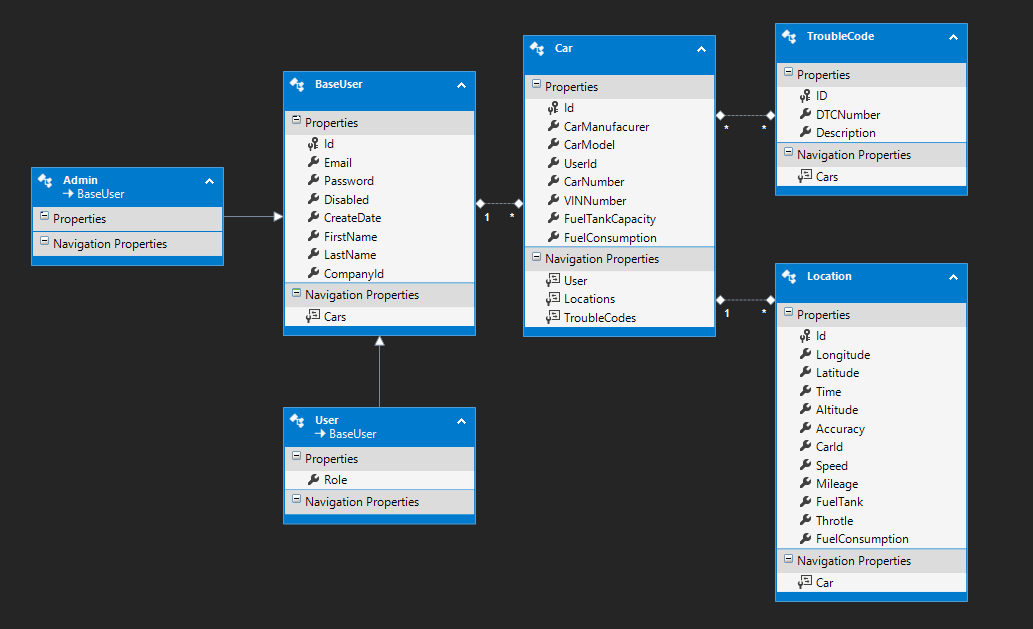 Admin
BaseUser
Properties
Navigation Properties
BaseUser
Properties
Id
Email
Password
Disabled
CreateDate
FirstName
LastName
CompanyId
Navigation Properties
Cars
1
*
User
BaseUser
Properties
Role
Navigation Properties
Car
Properties
Id
CarManufacurer
CarModel
UserId
CarNumber
VINNumber
FuelTankCapacity
FuelConsumption
Navigation Properties
User
Locations
TroubleCodes
*
*
1
*
TroubleCode
Properties
ID
DTCNumber
Description
Navigation Properties
Cars
Location
Properties
Id
Longitude
Latitude
Time
Altitude
Accuracy
CarId
Speed
Mileage
FuelTank
Throtle
FuelConsumption
Navigation Properties
Car